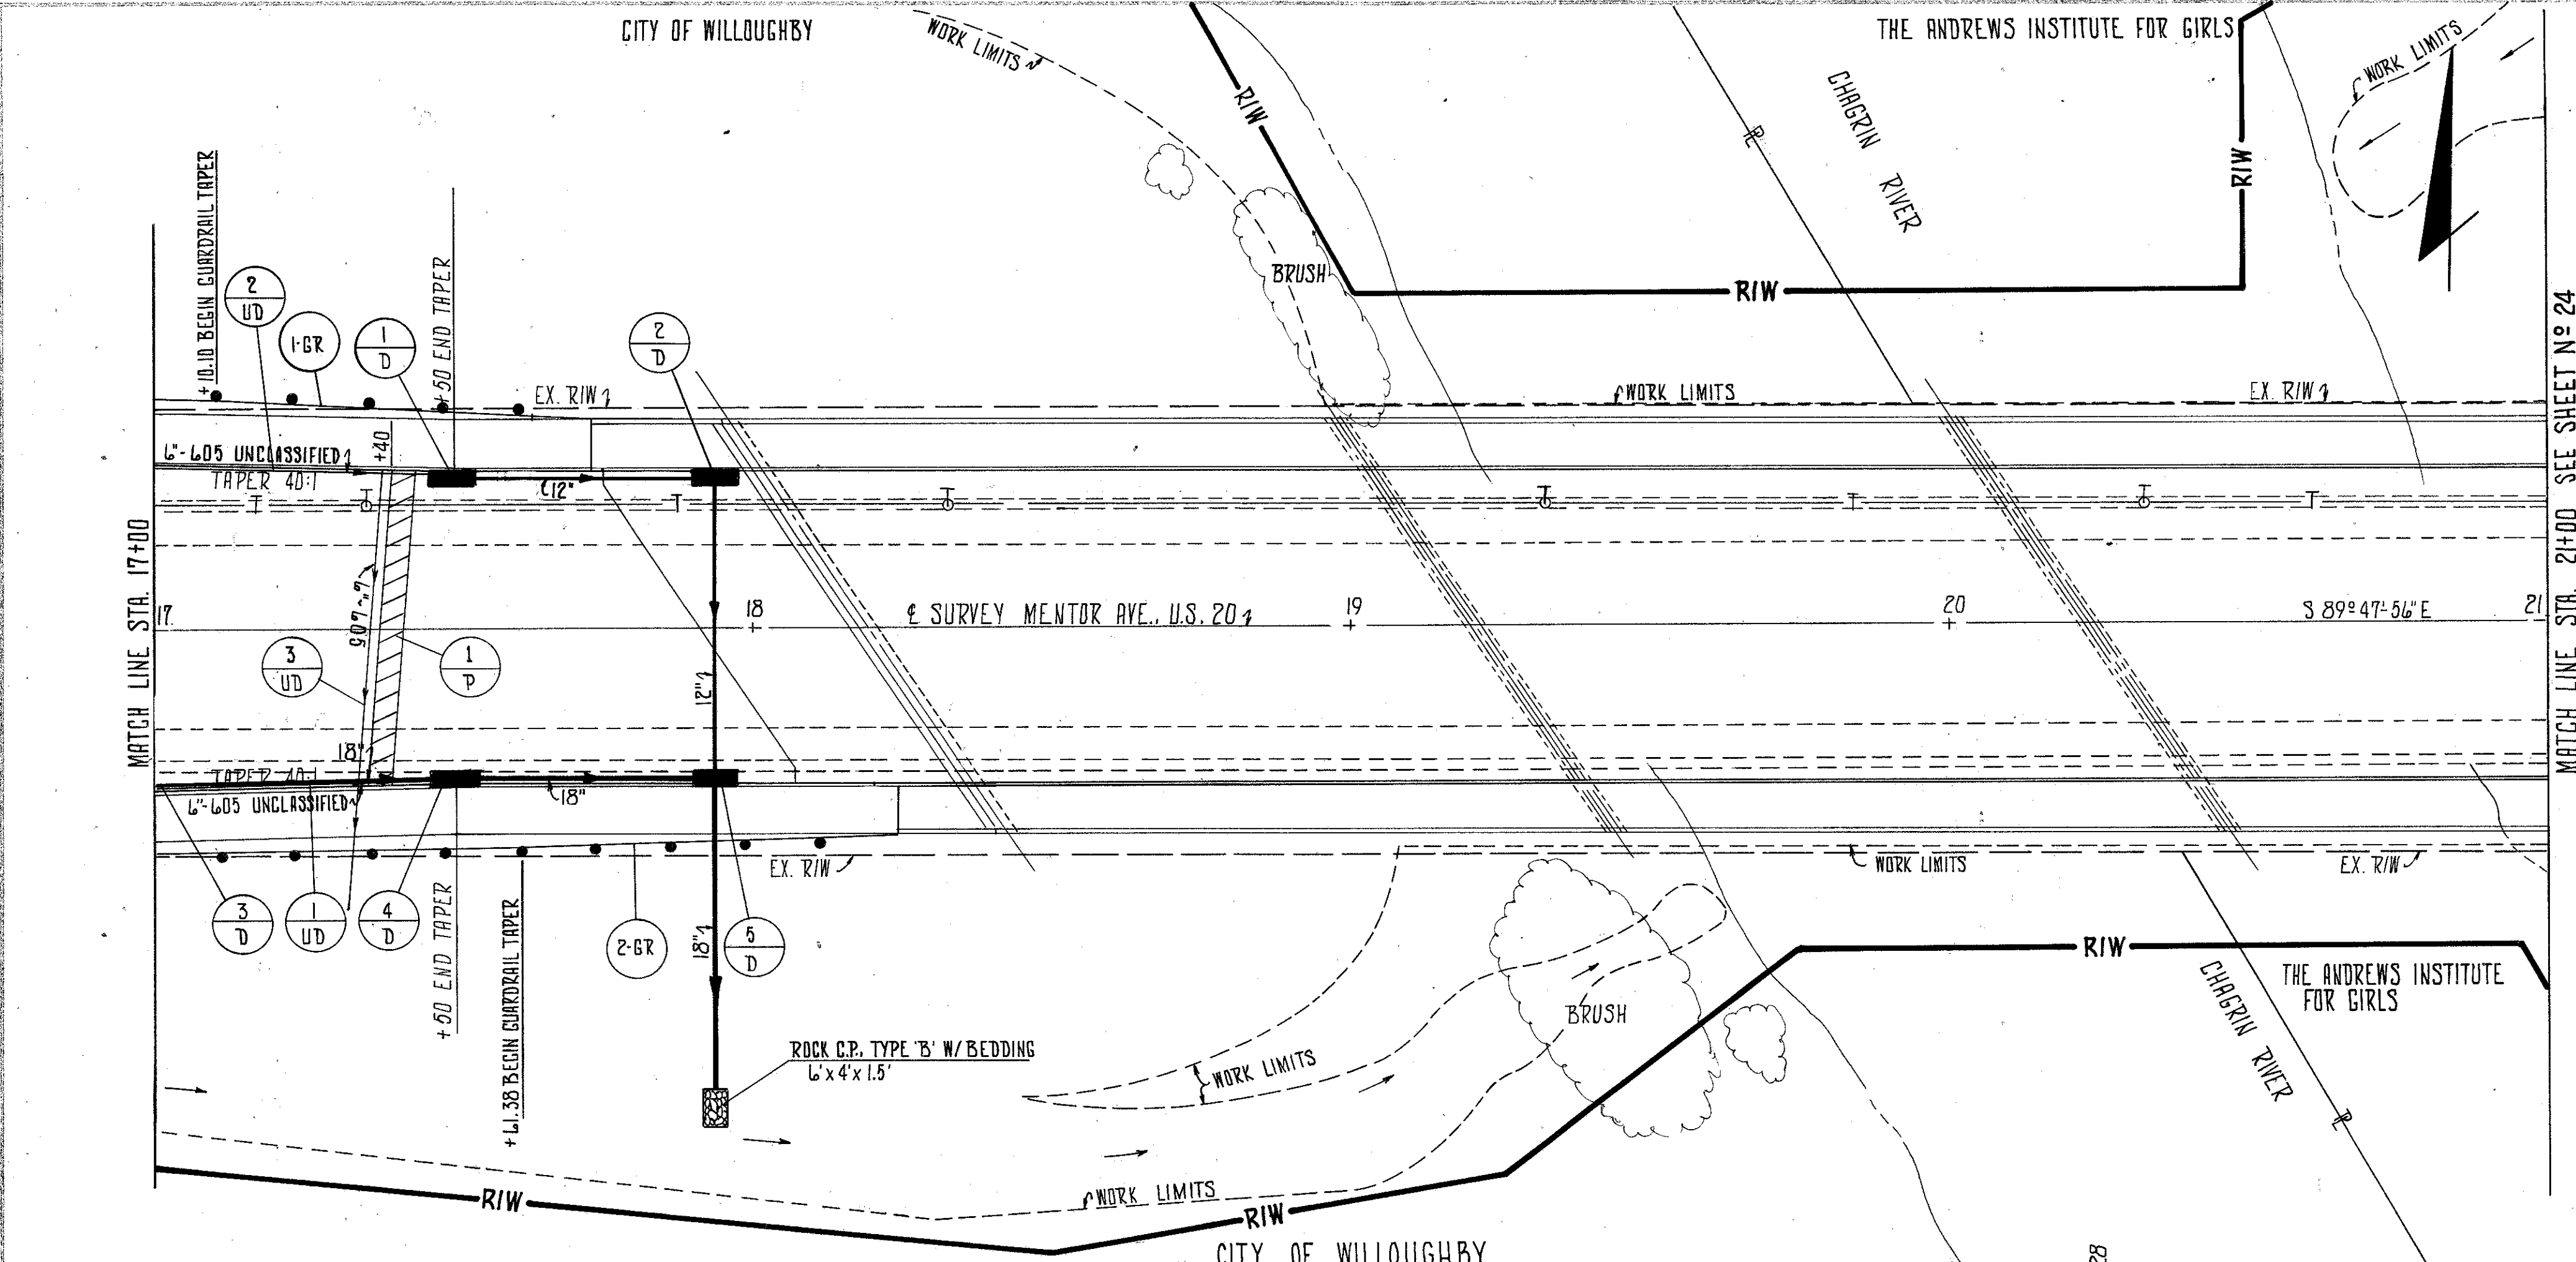 CITY OF WILLOUGHBY
WORK LIMITS
THE ANDREWS INSTITUTE FOR GIRLS
WORK LIMITS
R/W
CHAGRIN RIVER
R/W
+10.10 BEGIN GUARDRAIL TAPER
+50 END TAPER
2
UD
1-GR
1
D
2
D
BRUSH
R/W
SEE SHEET Nº 24
EX. R/W
WORK LIMITS
EX. R/W
6"-605 UNCLASSIFIED
+40
TAPER 40:1
12"
MATCH LINE STA. 17+00
MATCH LINE STA. 21+00
6"-605
17
18
℄ SURVEY MENTOR AVE., U.S. 20
19
20
S 89º47'-56"E
21
3
UD
1
P
12"
18"
TAPER 40:1
6"-605 UNCLASSIFIED
18"
EX. R/W
WORK LIMITS
EX. R/W
3
D
1
UD
4
D
+50 END TAPER
+61.38 BEGIN GUARDRAIL TAPER
2-GR
18"
5
D
R/W
THE ANDREWS INSTITUTE
FOR GIRLS
CHAGRIN RIVER
BRUSH
ROCK C.P., TYPE 'B' W/BEDDING
6'x4'x1.5'
WORK LIMITS
WORK LIMITS
R/W
R/W
CITY OF WILLOUGHBY
28